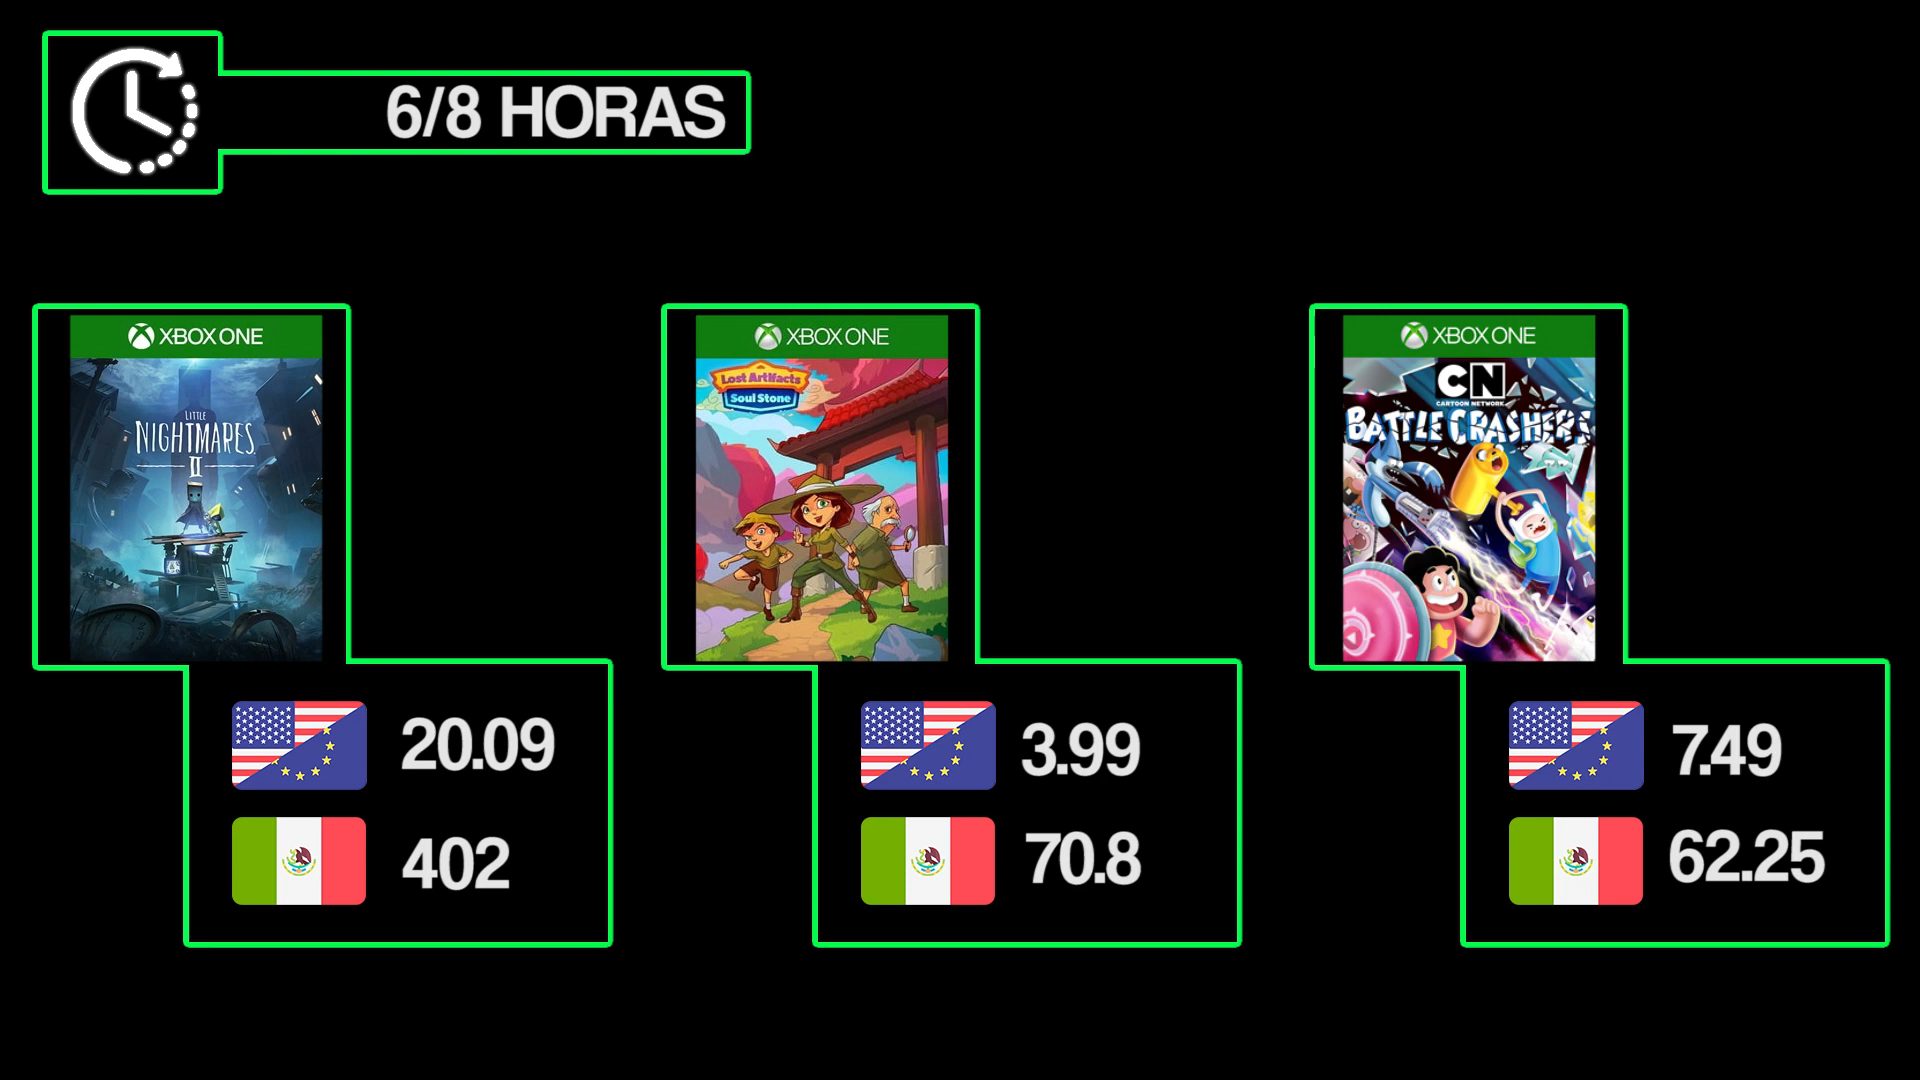 6/8 HORAS
XBOX ONE
LITTLE
NIGHTMARES
II
20.09
402
XBOX ONE
Lost Artifacts
Soul Stone
3.99
70.8
XBOX ONE
CN
CARTOON NETWORK
BATTLE CRASHERS
7.49
62.25